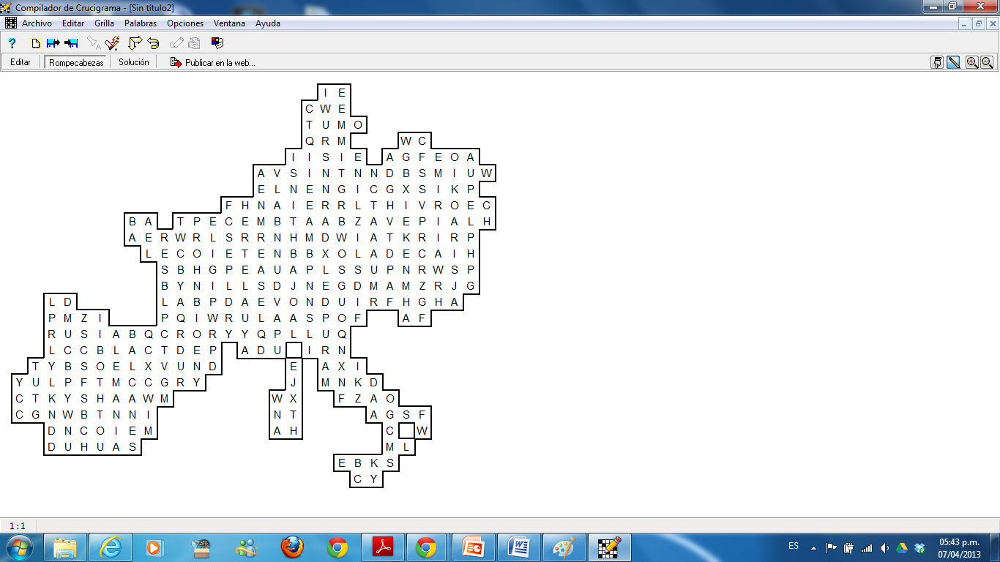 Compilador de Crucigrama - [Sin título2]
Archivo Editar Grilla Palabras Opciones Ventana Ayuda
Editar Rompecabezas Solución Publicar en la web...
I E
C W E
T U M O
Q R M W C
I I S I E A G F E O A
A V S I N T N N D B S M I U W
E L N E N G I C G X S I K P
F H N A I E R R L T H I V R O E C
B A T P E C E M B T A A B Z A V E P I A L H
A E R W R L S R R N H M D W I A T K R I R P
L E C O I E T E N B B X O L A D E C A I H
S B H G P E A U A P L S S U P N R W S P
B Y N I L L S D J N E G D M A M Z R J G
L D L A B P D A E V O N D U I R F H G H A
P M Z I P Q I W R U L A A S P O F A F
R U S I A B Q C R O R Y Y Q P L L U Q
L C C B L A C T D E P A D U I R N
T Y B S O E L X V U N D E A X I
Y U L P F T M C C G R Y J M N K D
C T K Y S H A A W M W X F Z A O
C G N W B T N N I N T A G S F
D N C O I E M A H C W
D U H U A S M L
E B K S
C Y
1:1
ES 05:43 p.m.
07/04/2013